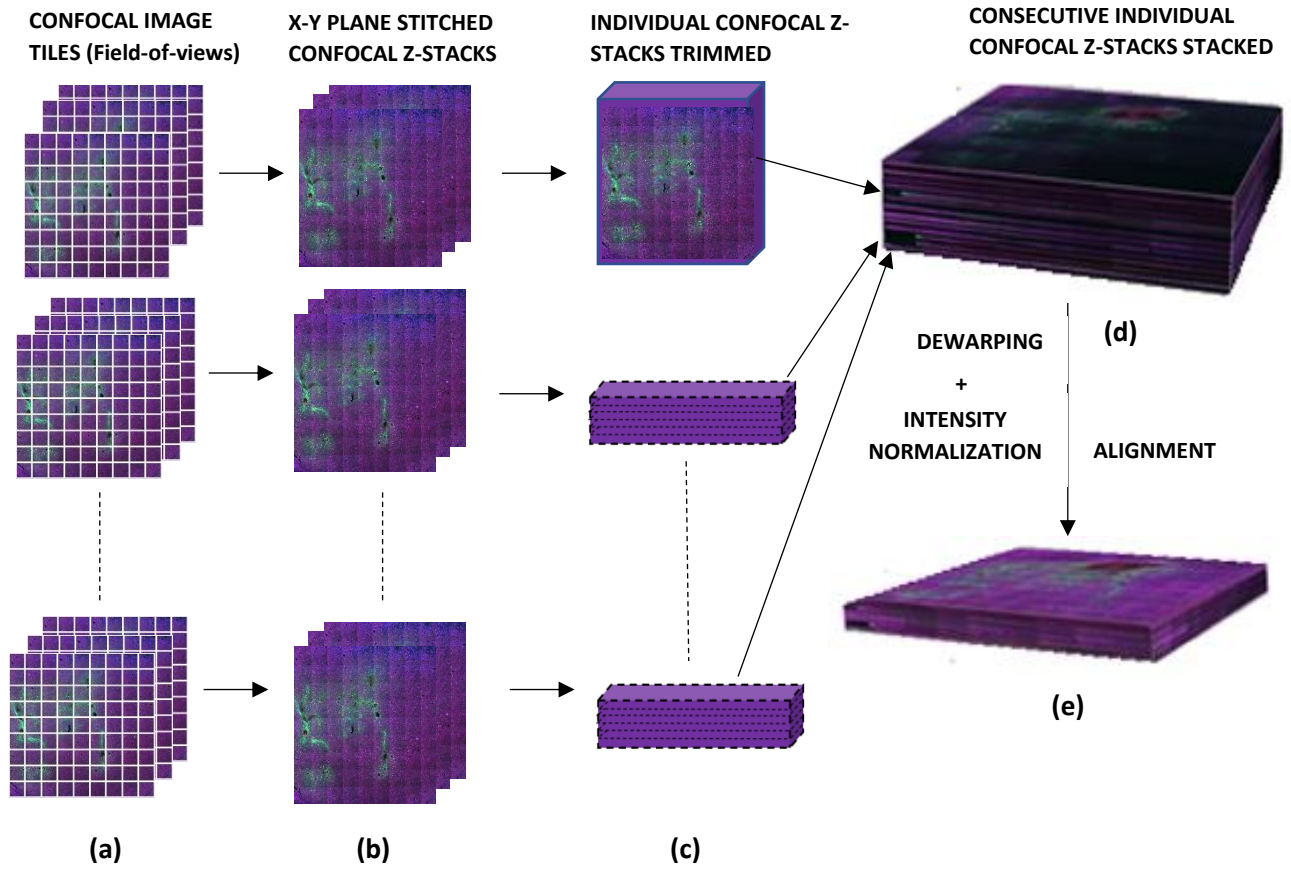 CONFOCAL IMAGE
TILES (Field-of-views)
X-Y PLANE STITCHED
CONFOCAL Z-STACKS
INDIVIDUAL CONFOCAL Z-
STACKS TRIMMED
CONSECUTIVE INDIVIDUAL
CONFOCAL Z-STACKS STACKED
(d)
DEWARPING
+
INTENSITY
NORMALIZATION
ALIGNMENT
(e)
(a)
(b)
(c)